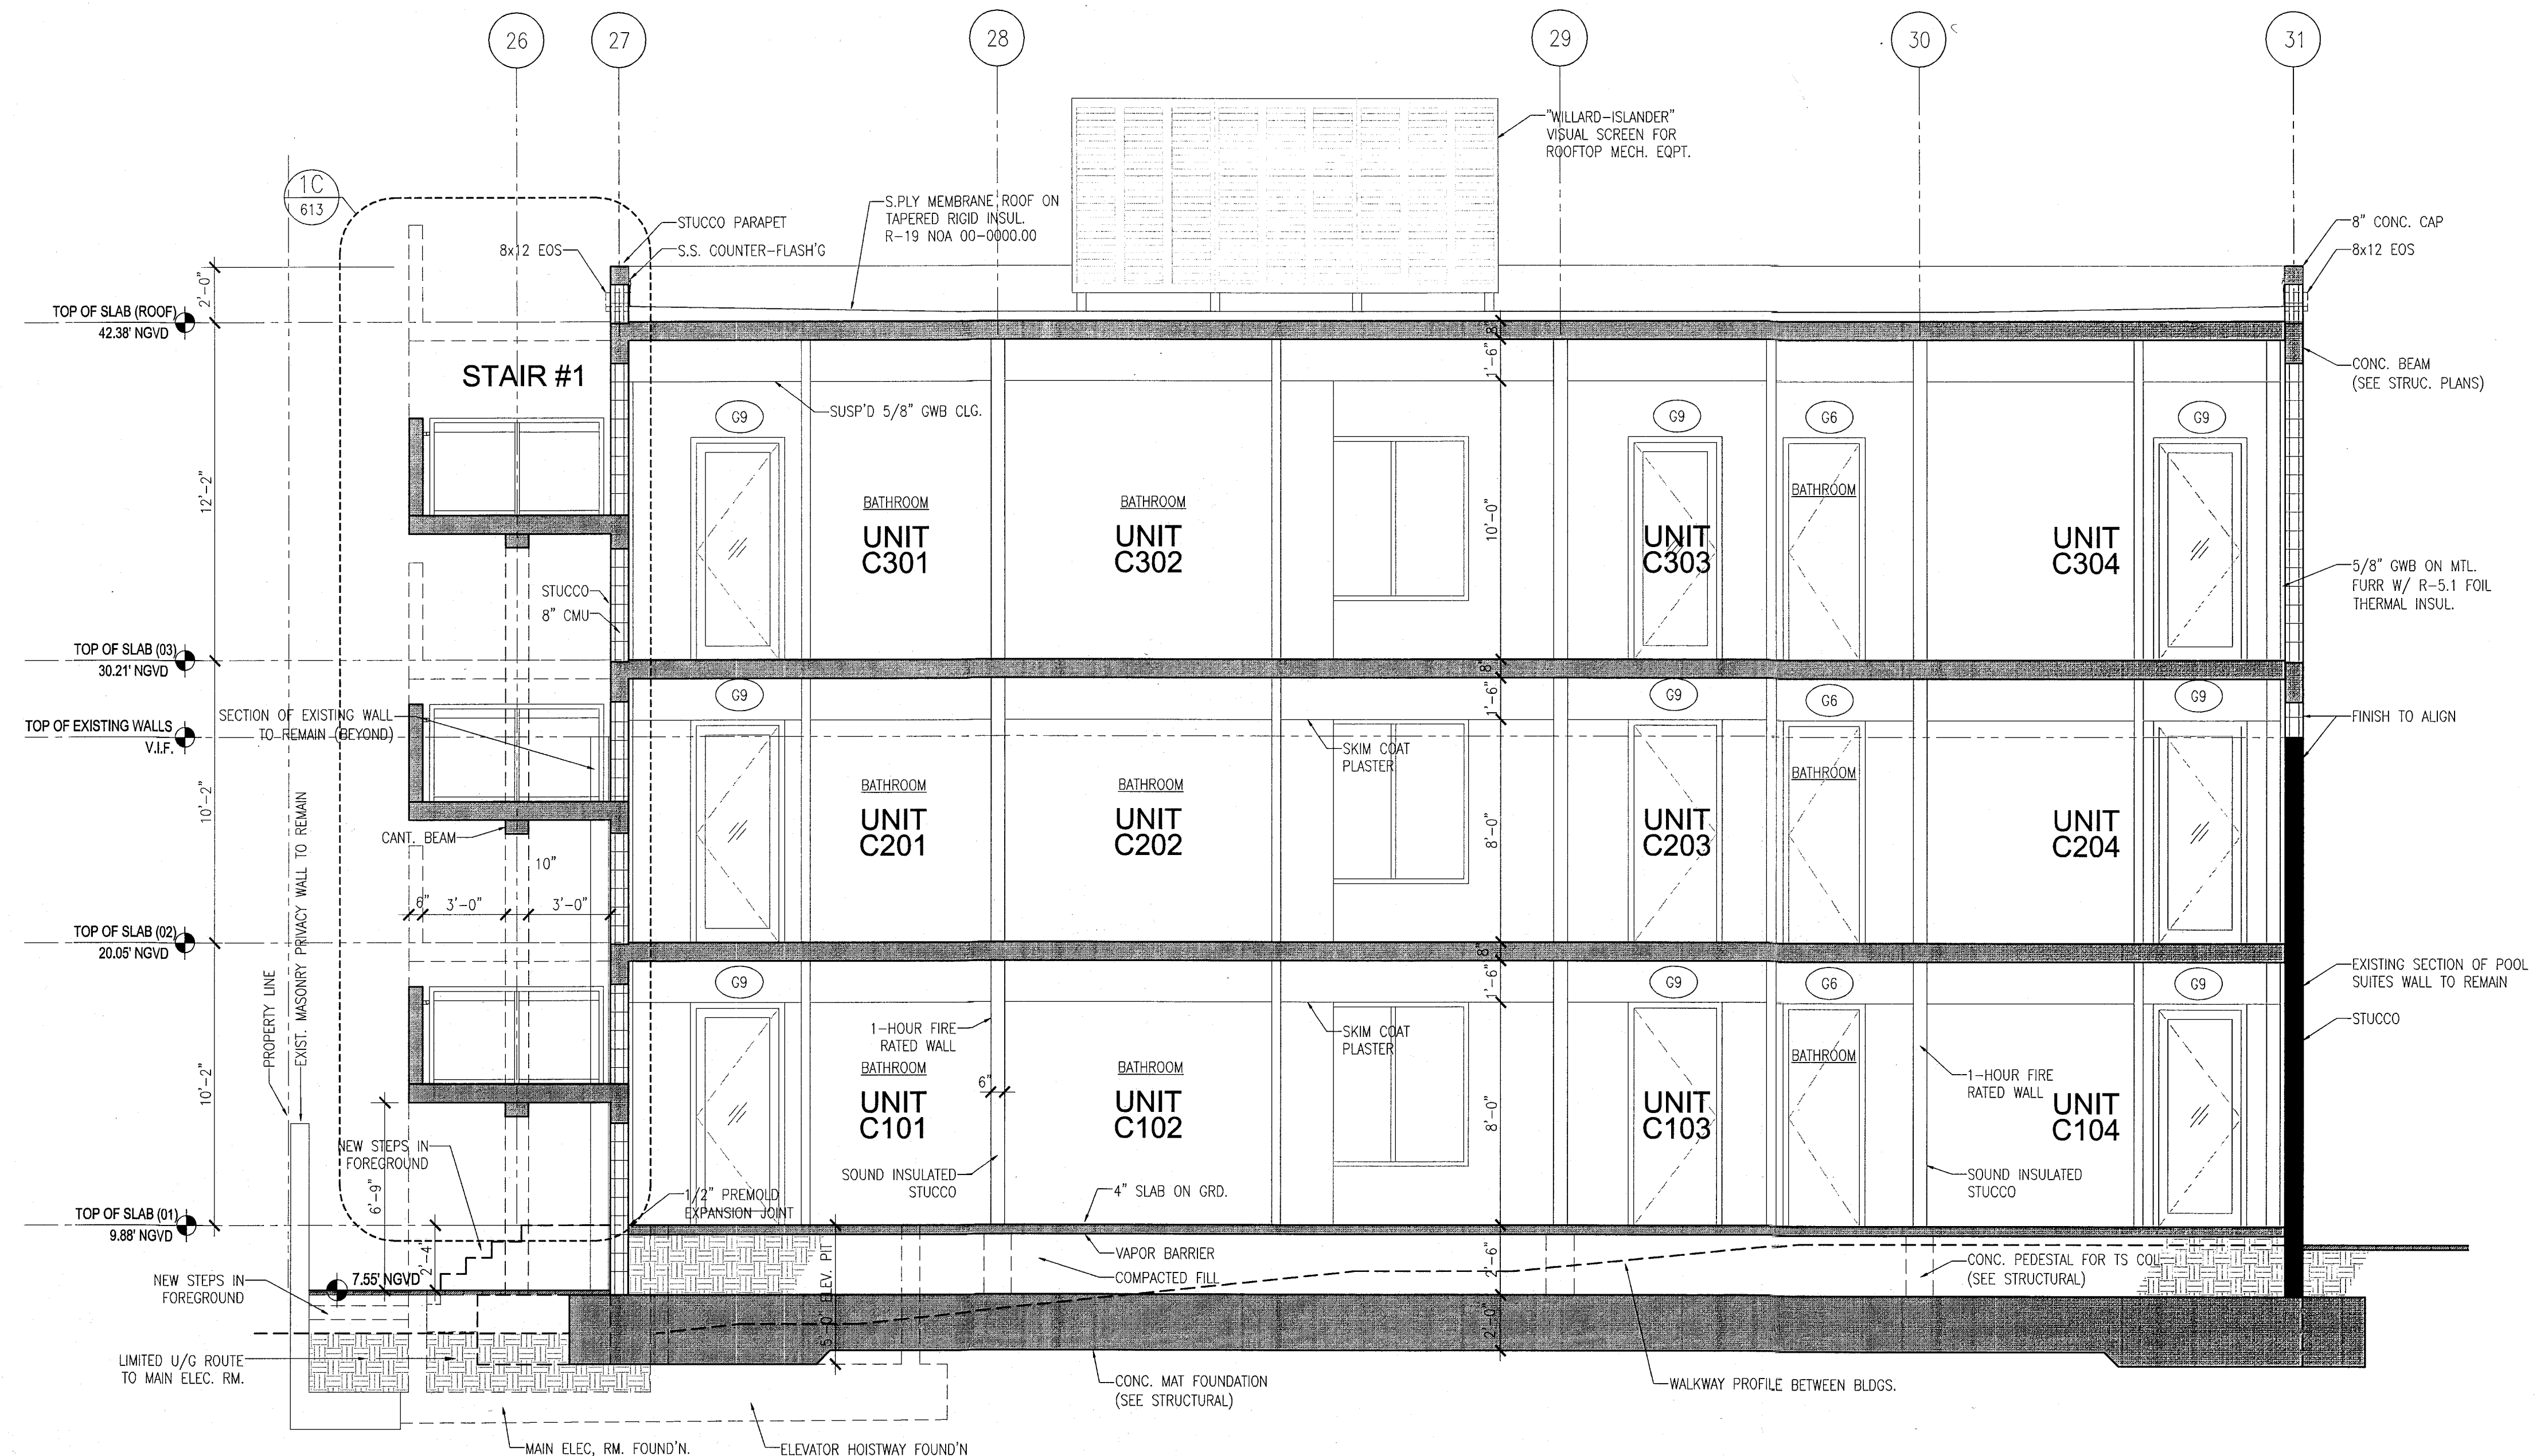 26
27
28
29
30
31
"WILLARD-ISLANDER"
VISUAL SCREEN FOR
ROOFTOP MECH. EQPT.
1C
613
S.PLY MEMBRANE ROOF ON
TAPERED RIGID INSUL.
R-19 NOA 00-0000.00
STUCCO PARAPET
8x12 EOS
S.S. COUNTER-FLASH'G
8" CONC. CAP
8x12 EOS
2'-0"
TOP OF SLAB (ROOF)
42.38' NGVD
8"
1'-6"
STAIR #1
CONC. BEAM
(SEE STRUC. PLANS)
SUSP'D 5/8" GWB CLG.
G9
G9
G6
G9
12'-2"
BATHROOM
UNIT
C301
BATHROOM
UNIT
C302
10'-0"
UNIT
C303
BATHROOM
UNIT
C304
STUCCO
8" CMU
5/8" GWB ON MTL.
FURR W/ R-5.1 FOIL
THERMAL INSUL.
TOP OF SLAB (03)
30.21' NGVD
8"
1'-6"
G9
G9
G6
G9
SECTION OF EXISTING WALL
TO REMAIN (BEYOND)
TOP OF EXISTING WALLS
V.I.F.
FINISH TO ALIGN
SKIM COAT
PLASTER
10'-2"
BATHROOM
UNIT
C201
BATHROOM
UNIT
C202
8'-0"
UNIT
C203
BATHROOM
UNIT
C204
CANT. BEAM
10"
6"
3'-0"
3'-0"
EXIST. MASONRY PRIVACY WALL TO REMAIN
PROPERTY LINE
TOP OF SLAB (02)
20.05' NGVD
8"
1'-6"
G9
G9
G6
G9
EXISTING SECTION OF POOL
SUITES WALL TO REMAIN
STUCCO
1-HOUR FIRE
RATED WALL
SKIM COAT
PLASTER
10'-2"
BATHROOM
UNIT
C101
6"
BATHROOM
UNIT
C102
8'-0"
UNIT
C103
BATHROOM
1-HOUR FIRE
RATED WALL
UNIT
C104
NEW STEPS IN
FOREGROUND
6'-9"
SOUND INSULATED
STUCCO
SOUND INSULATED
STUCCO
1/2" PREMOLD
EXPANSION JOINT
4" SLAB ON GRD.
TOP OF SLAB (01)
9.88' NGVD
2'-4"
VAPOR BARRIER
COMPACTED FILL
2'-6"
CONC. PEDESTAL FOR TS COL
(SEE STRUCTURAL)
7.55' NGVD
NEW STEPS IN
FOREGROUND
5'-0" ELEV. PIT
2'-0"
LIMITED U/G ROUTE
TO MAIN ELEC. RM.
CONC. MAT FOUNDATION
(SEE STRUCTURAL)
WALKWAY PROFILE BETWEEN BLDGS.
MAIN ELEC, RM. FOUND'N.
ELEVATOR HOISTWAY FOUND'N